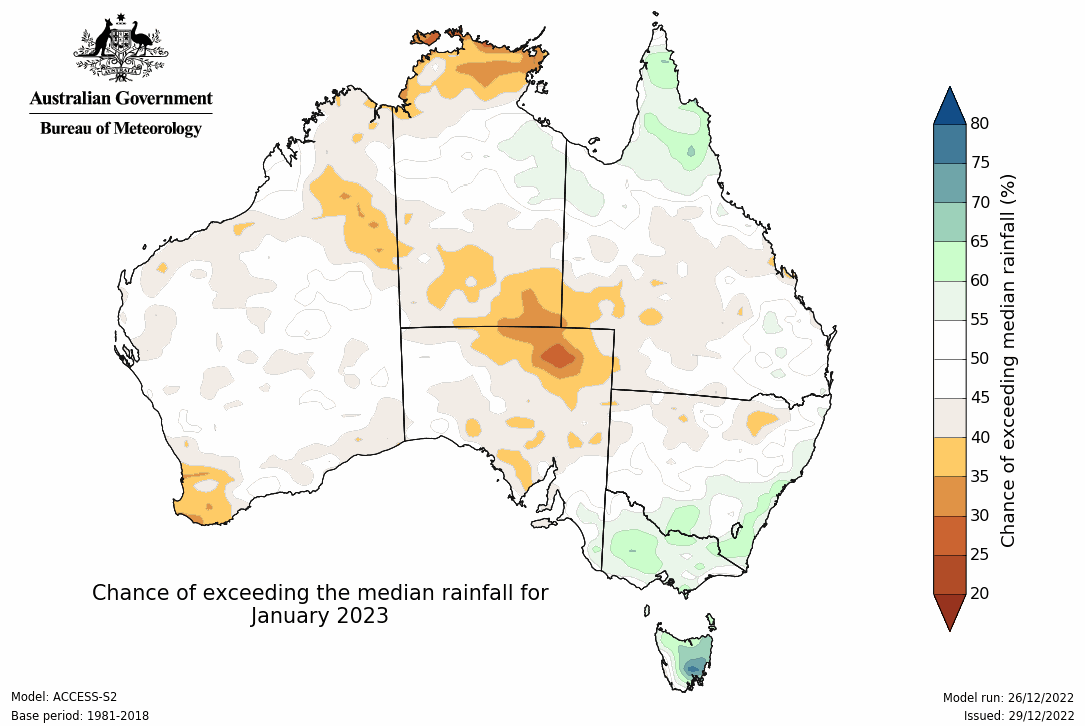 AUSTRALIA
Australian Government
Bureau of Meteorology
80
75
70
65
60
55
50
45
40
35
30
25
20
Chance of exceeding median rainfall (%)
Chance of exceeding the median rainfall for
January 2023
Model: ACCESS-S2
Base period: 1981-2018
Model run: 26/12/2022
Issued: 29/12/2022